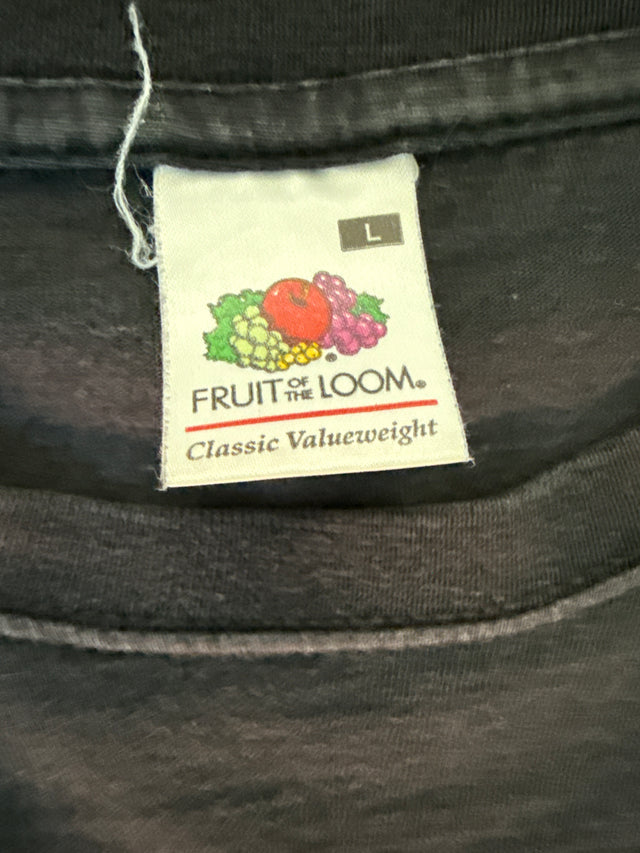 L
FRUIT OF THE LOOM®
Classic Valueweight